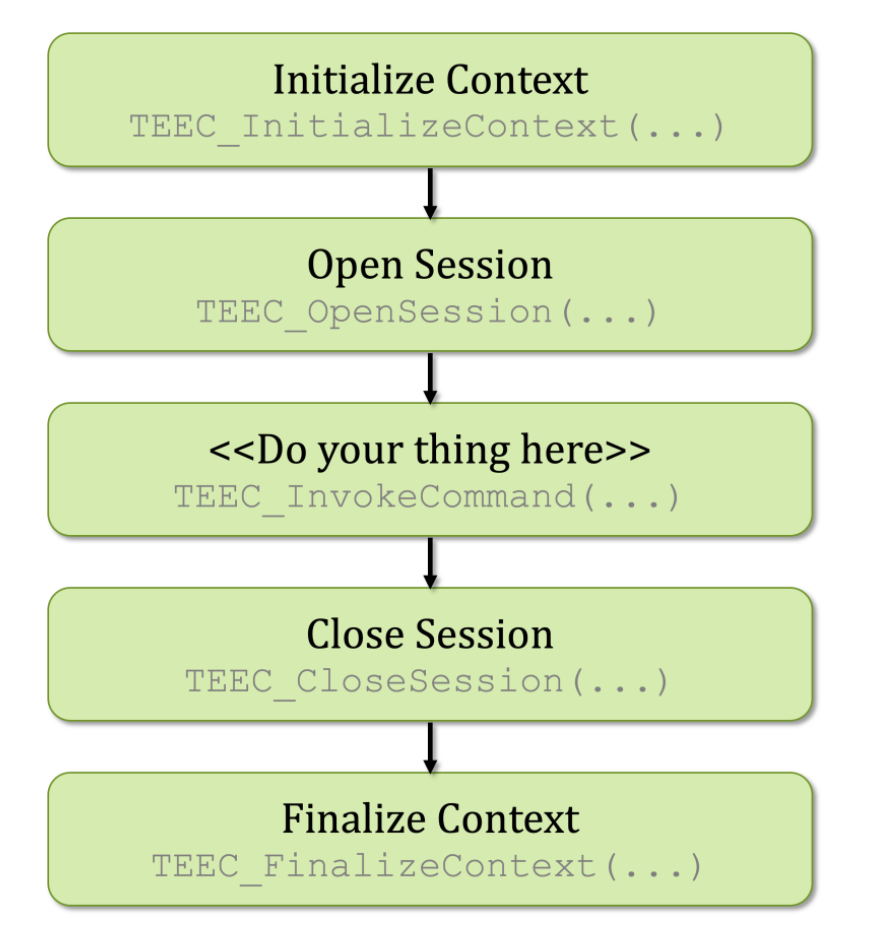 Initialize Context
TEEC_InitializeContext(...)
Open Session
TEEC_OpenSession(...)
<<Do your thing here>>
TEEC_InvokeCommand(...)
Close Session
TEEC_CloseSession(...)
Finalize Context
TEEC_FinalizeContext(...)